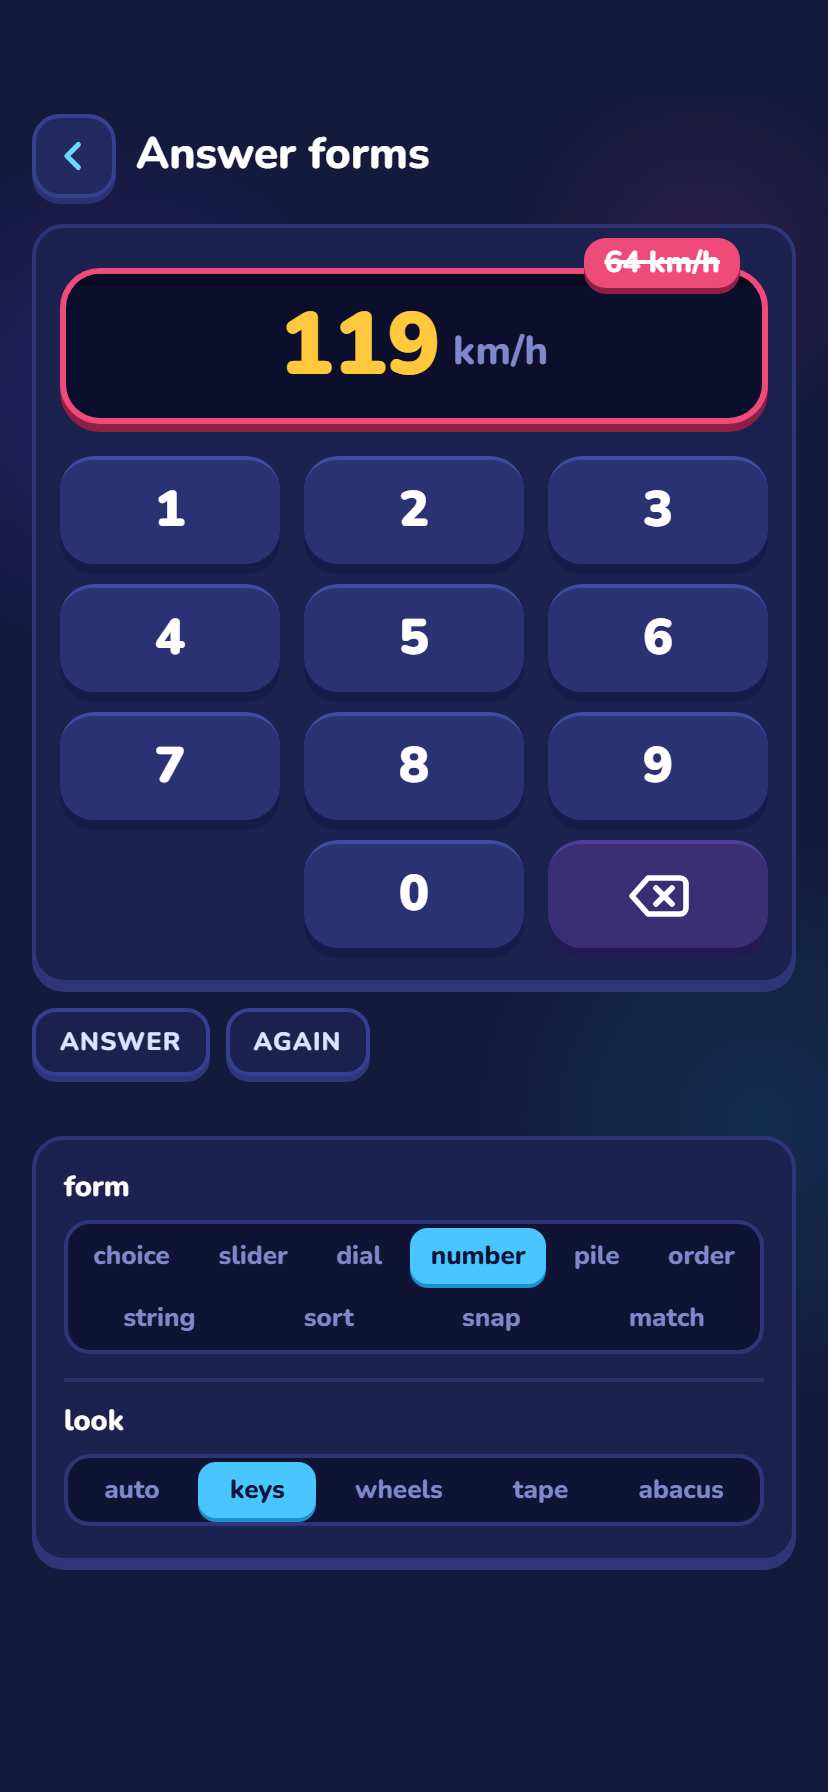 Answer forms
64 km/h
119 km/h
1 2 3
4 5 6
7 8 9
0
ANSWER AGAIN
form
choice slider dial number pile order
string sort snap match
look
auto keys wheels tape abacus